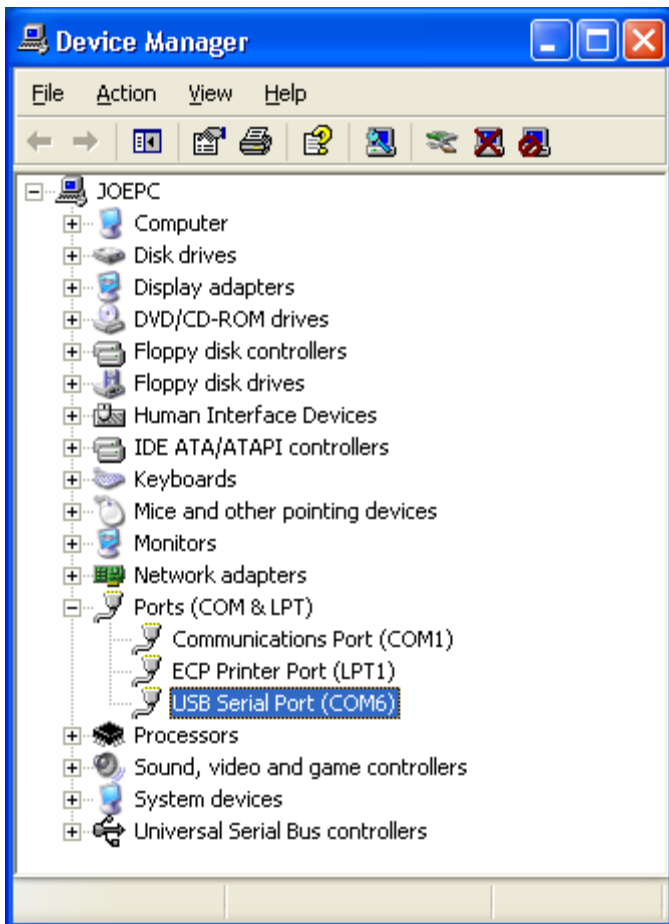 Device Manager
File Action View Help
JOEPC
Computer
Disk drives
Display adapters
DVD/CD-ROM drives
Floppy disk controllers
Floppy disk drives
Human Interface Devices
IDE ATA/ATAPI controllers
Keyboards
Mice and other pointing devices
Monitors
Network adapters
Ports (COM & LPT)
Communications Port (COM1)
ECP Printer Port (LPT1)
USB Serial Port (COM6)
Processors
Sound, video and game controllers
System devices
Universal Serial Bus controllers